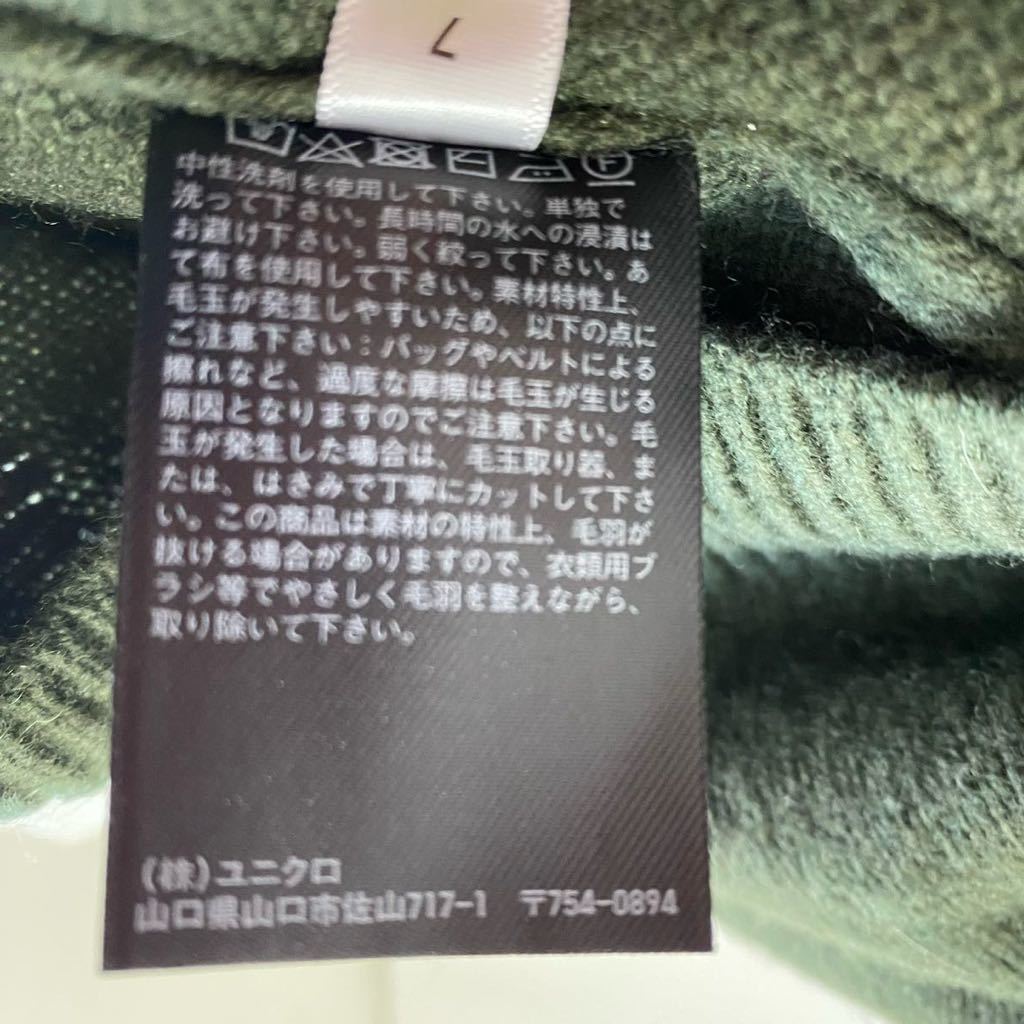 L
F
中性洗剤を使用して下さい。単独で
洗って下さい。長時間の水への浸漬は
お避け下さい。弱く絞って下さい。あ
て布を使用して下さい。素材特性上、
毛玉が発生しやすいため、以下の点に
ご注意下さい：バッグやベルトによる
擦れなど、過度な摩擦は毛玉が生じる
原因となりますのでご注意下さい。毛
玉が発生した場合は、毛玉取り器、ま
たは、はさみで丁寧にカットして下さ
い。この商品は素材の特性上、毛羽が
抜ける場合がありますので、衣類用ブ
ラシ等でやさしく毛羽を整えながら、
取り除いて下さい。
(株)ユニクロ
山口県山口市佐山717-1 〒754-0894